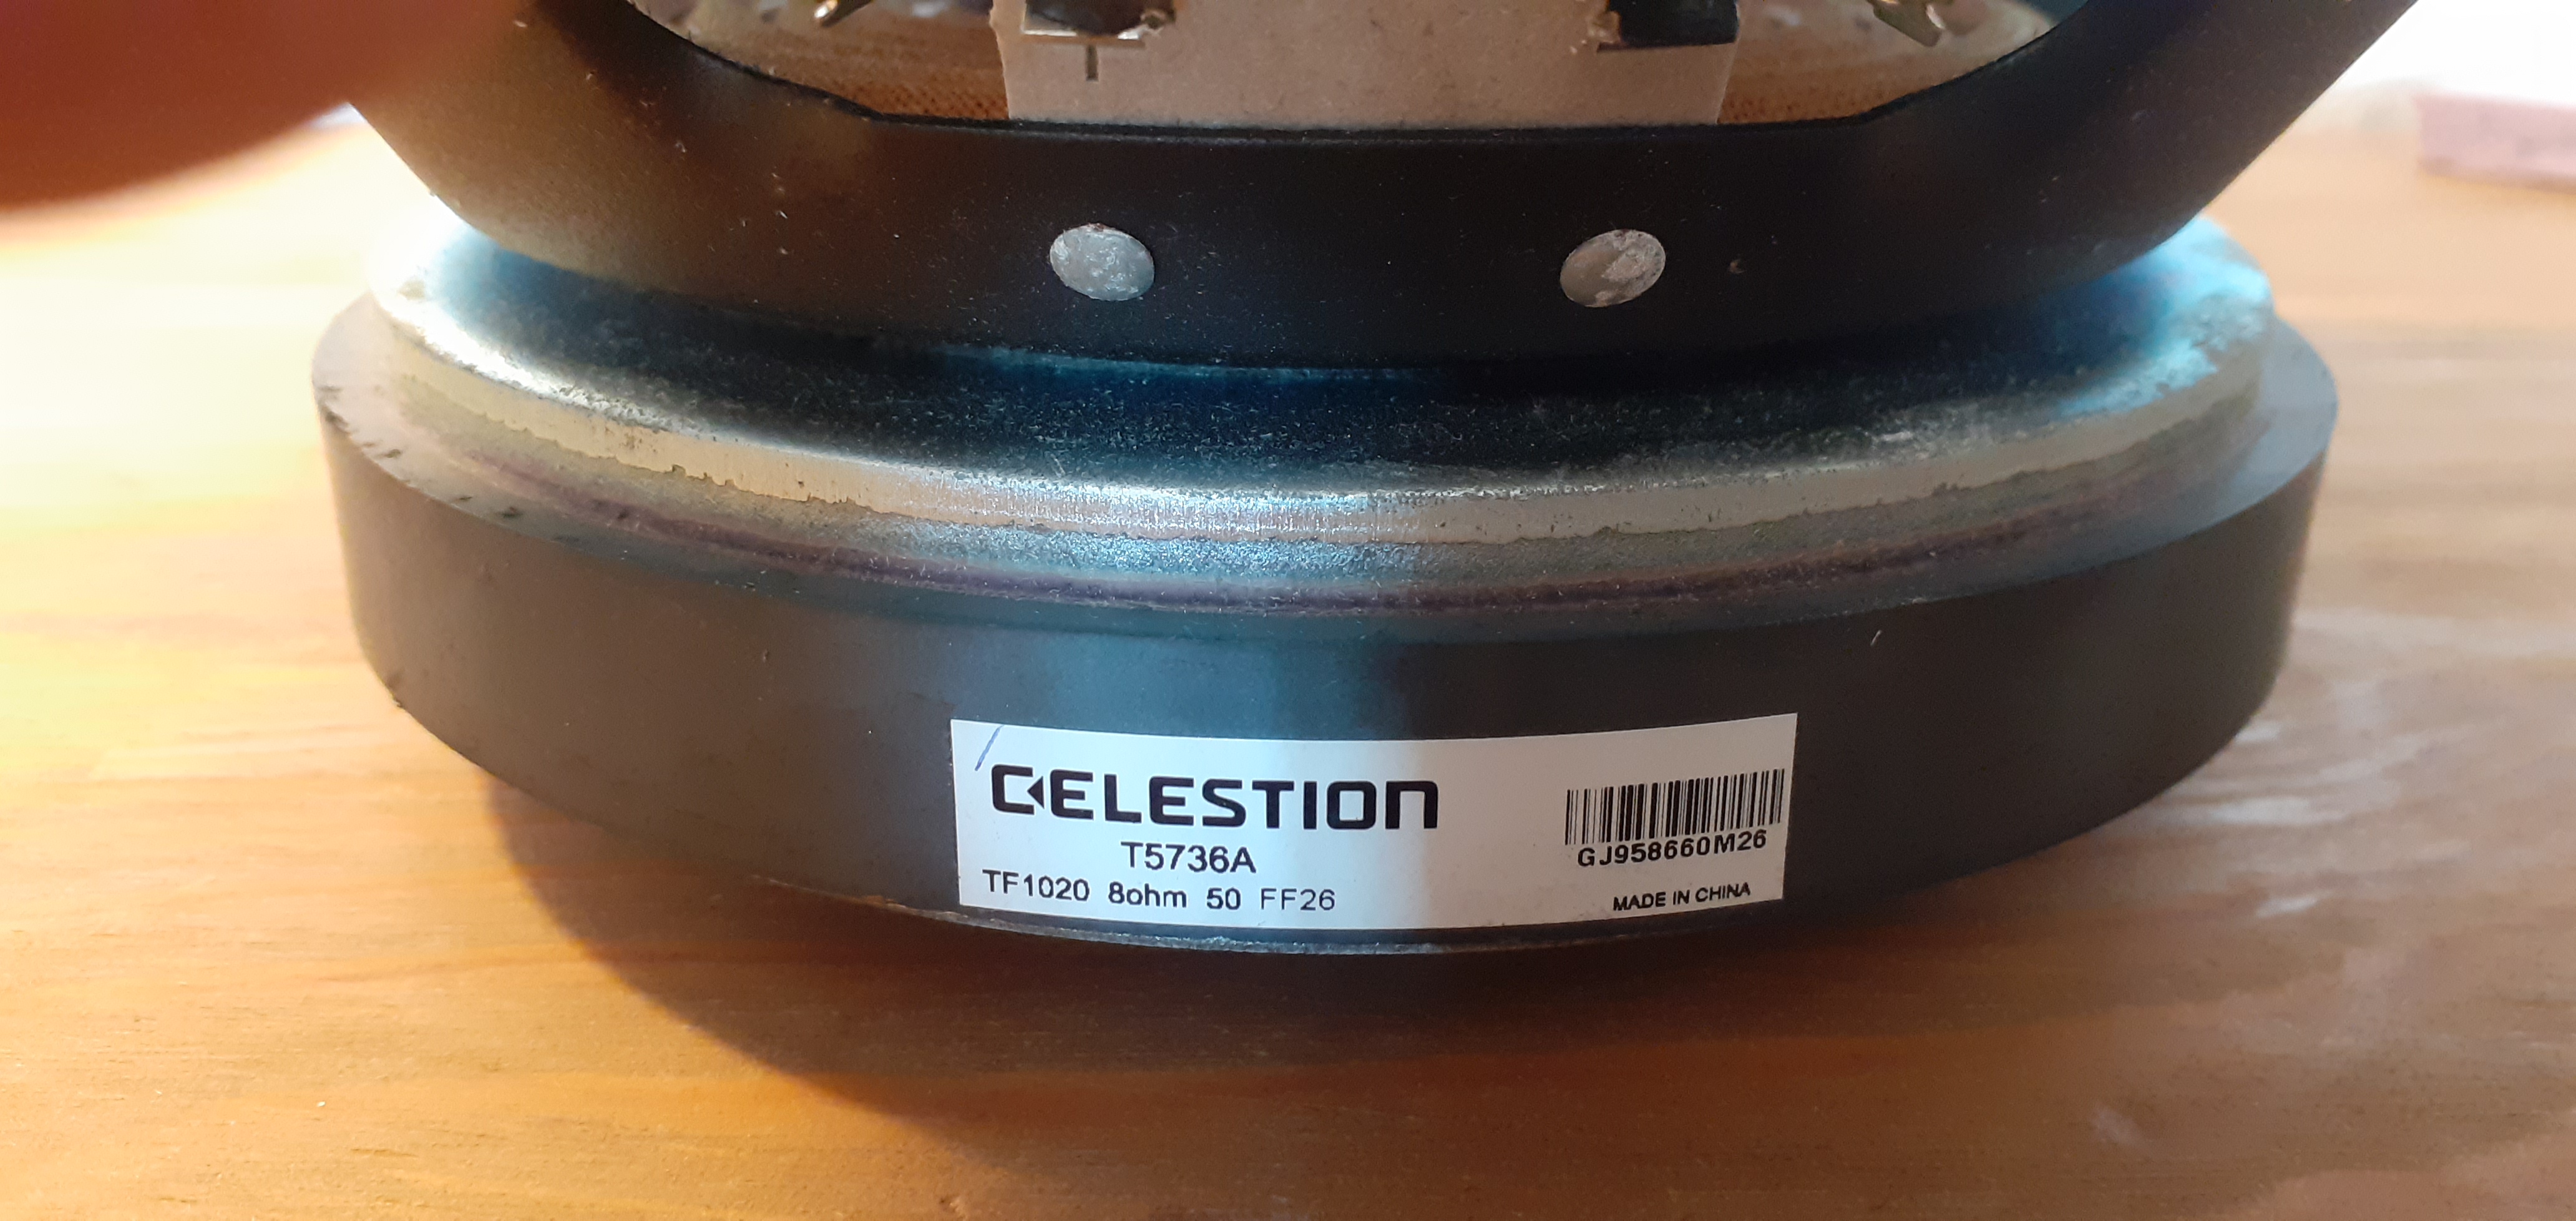 CELESTION
T5736A
TF1020 8ohm 50 FF26
GJ958660M26
MADE IN CHINA